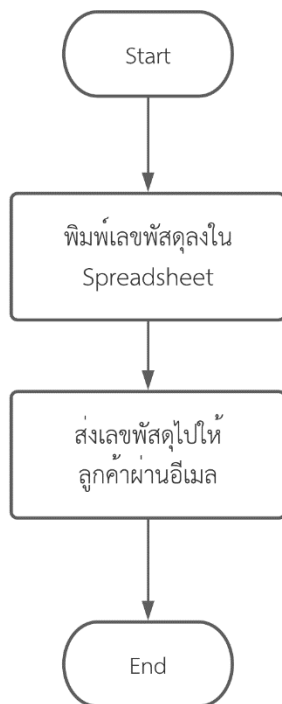 Start
พิมพ์เลขพัสดุลงใน
Spreadsheet
ส่งเลขพัสดุไปให้
ลูกค้าผ่านอีเมล
End